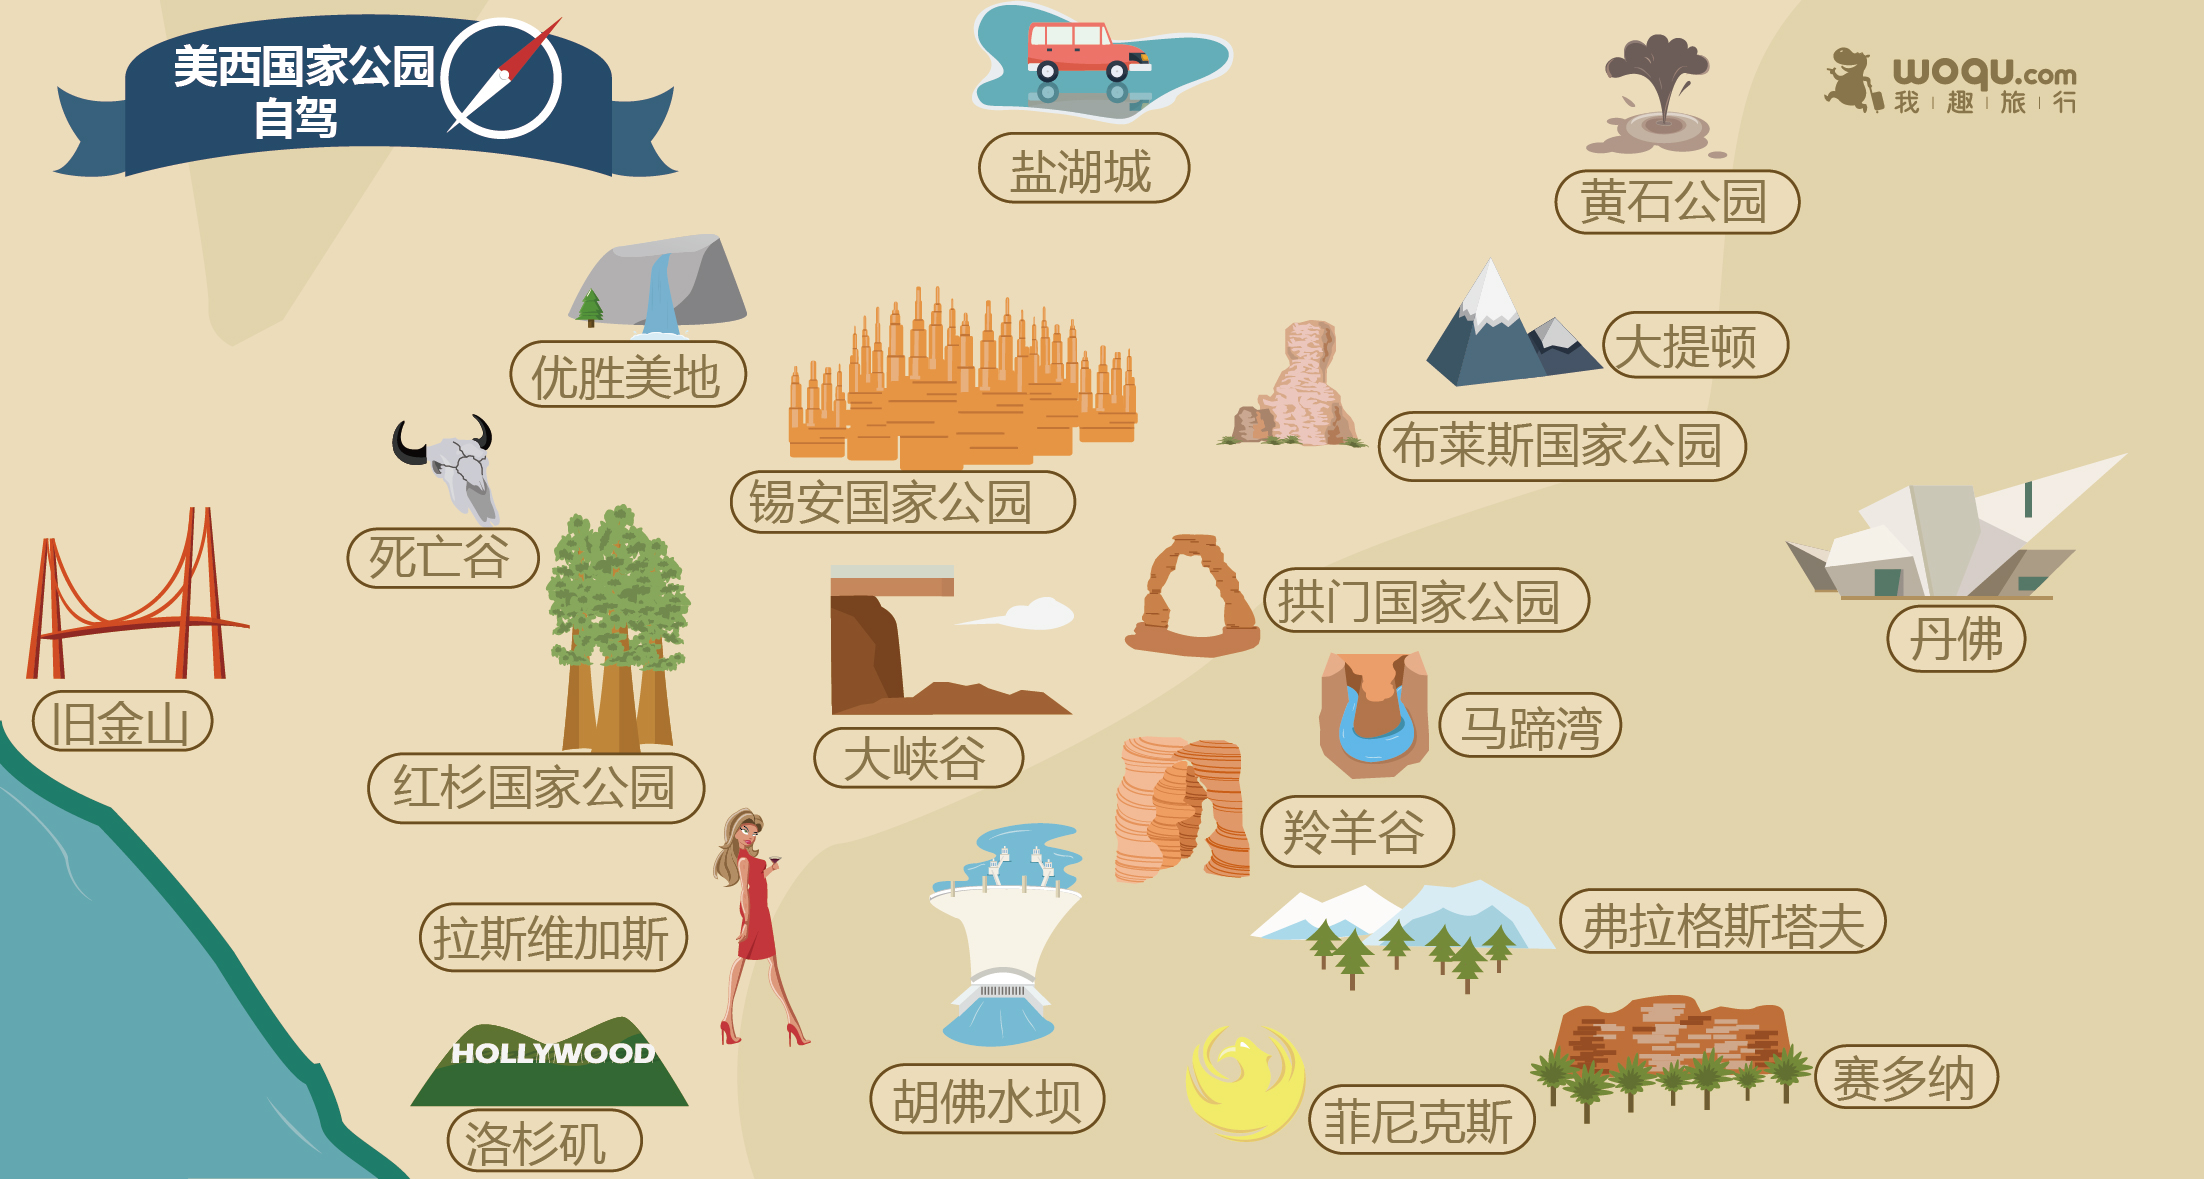 美西国家公园
自驾
woqu.com
我趣旅行
盐湖城
黄石公园
优胜美地
大提顿
布莱斯国家公园
锡安国家公园
死亡谷
拱门国家公园
丹佛
旧金山
马蹄湾
大峡谷
红杉国家公园
羚羊谷
拉斯维加斯
弗拉格斯塔夫
HOLLYWOOD
赛多纳
胡佛水坝
菲尼克斯
洛杉矶